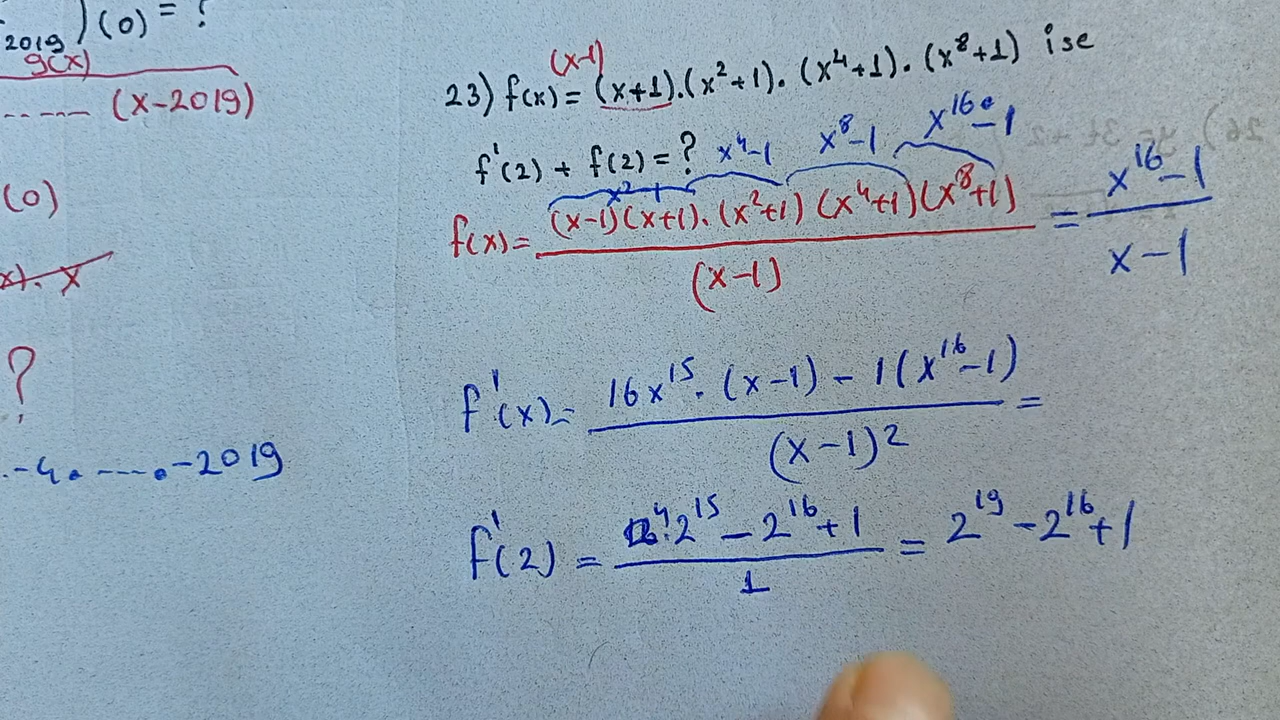 2019)(0) = ?
g(x)
..... (x-2019)
(0)
x). x
?
.-4. ---- . -2019
(x-1)
23) f(x) = (x+1).(x²+1).(x⁴+1).(x⁸+1) ise
f'(2) + f(2) = ?
x²-1 x⁴-1 x⁸-1 x¹⁶-1
f(x) = (x-1)(x+1).(x²+1)(x⁴+1)(x⁸+1) / (x-1) = x¹⁶-1 / x-1
f'(x) = 16x¹⁵.(x-1) - 1(x¹⁶-1) / (x-1)² =
f'(2) = 2⁴.2¹⁵ - 2¹⁶ + 1 / 1 = 2¹⁹ - 2¹⁶ + 1